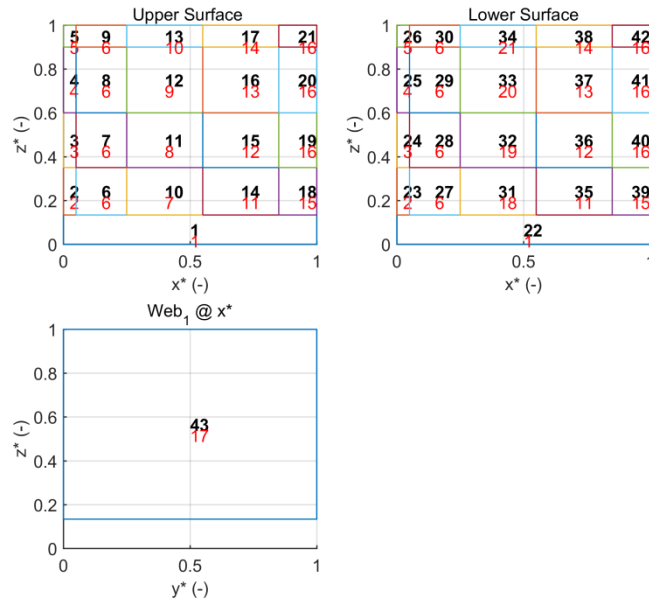 Upper Surface
1
5 9 13 17 21
5 6 10 14 16
0.8
4 8 12 16 20
4 6 9 13 16
0.6
z* (-)
3 7 11 15 19
3 6 8 12 16
0.4
2 6 10 14 18
2 6 7 11 15
0.2
1
1
0
0 0.5 1
x* (-)
Lower Surface
1
26 30 34 38 42
5 6 21 14 16
0.8
25 29 33 37 41
4 6 20 13 16
0.6
z* (-)
24 28 32 36 40
3 6 19 12 16
0.4
23 27 31 35 39
2 6 18 11 15
0.2
22
1
0
0 0.5 1
x* (-)
Web1 @ x*
1
0.8
0.6
43
17
z* (-)
0.4
0.2
0
0 0.5 1
y* (-)